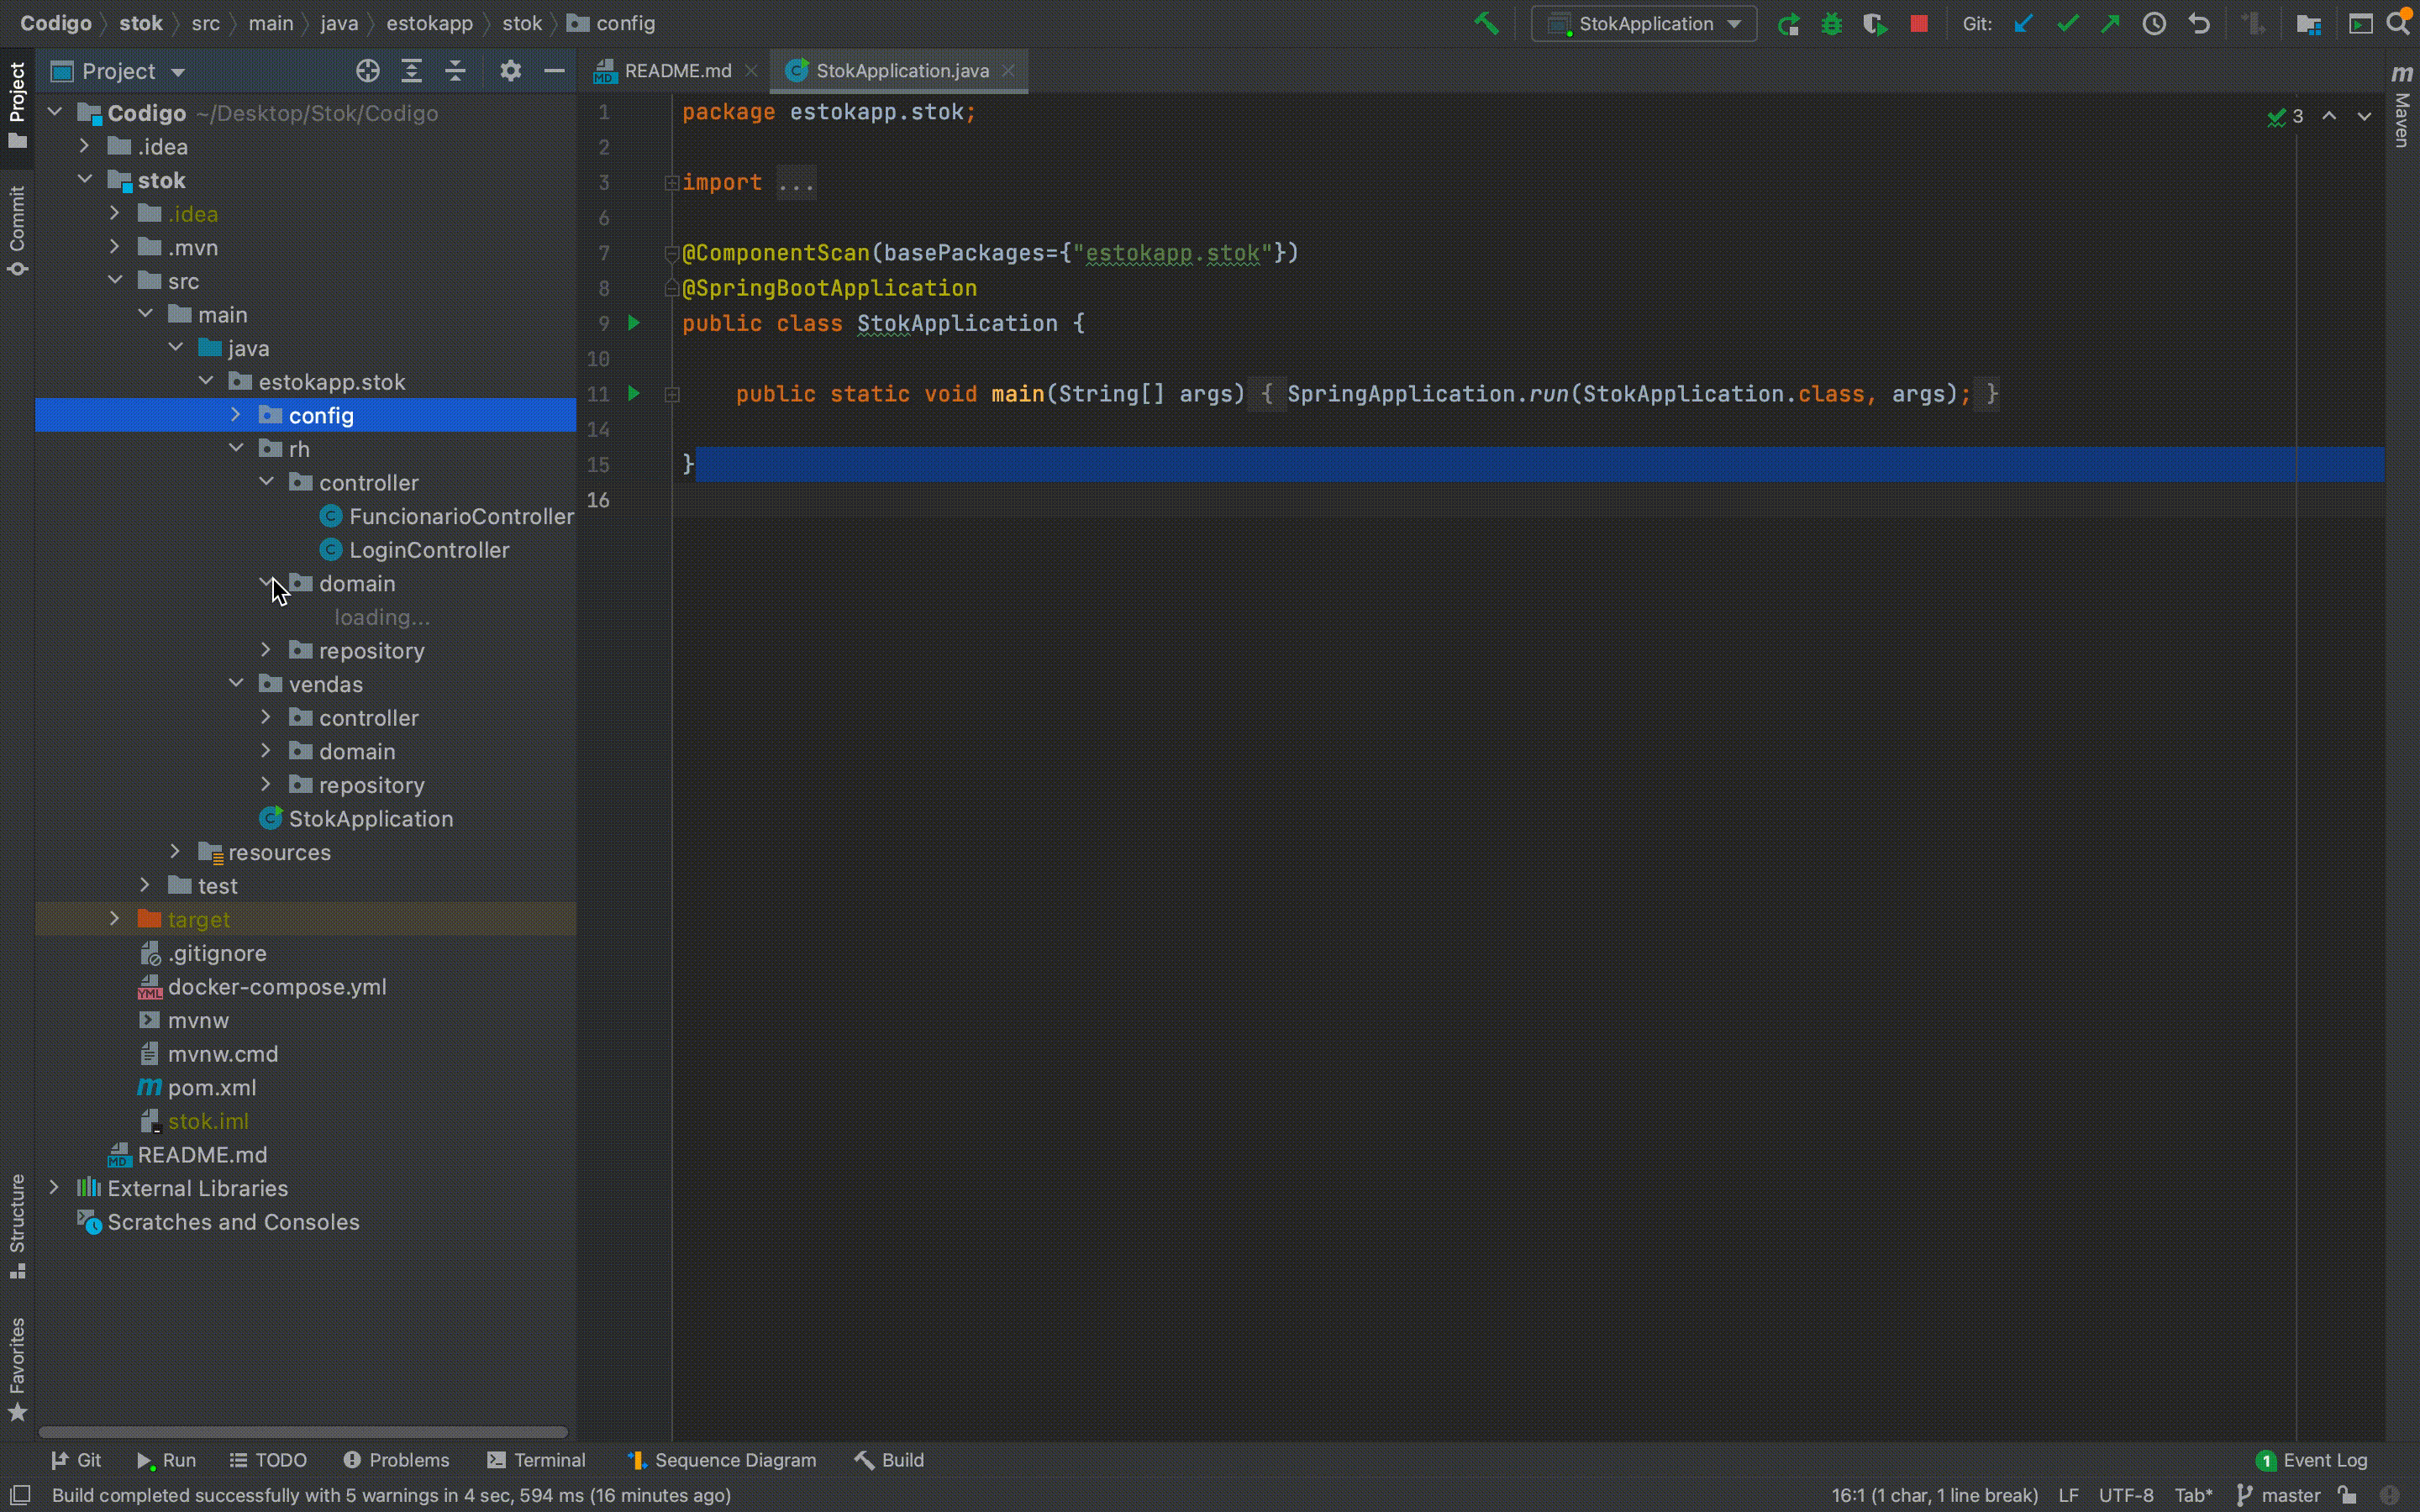 Codigo stok src main java estokapp stok config
StokApplication
Git:
Project
README.md
StokApplication.java
Project
Commit
Structure
Favorites
Codigo ~/Desktop/Stok/Codigo
.idea
stok
.idea
.mvn
src
main
java
estokapp.stok
config
rh
controller
FuncionarioController
LoginController
domain
loading...
repository
vendas
controller
domain
repository
StokApplication
resources
test
target
.gitignore
docker-compose.yml
mvnw
mvnw.cmd
pom.xml
stok.iml
README.md
External Libraries
Scratches and Consoles
1 package estokapp.stok;
2
3 import ...
6
7 @ComponentScan(basePackages={"estokapp.stok"})
8 @SpringBootApplication
9 public class StokApplication {
10
11 public static void main(String[] args) { SpringApplication.run(StokApplication.class, args); }
14
15 }
16
3
m
Maven
Git Run TODO Problems Terminal Sequence Diagram Build
1 Event Log
Build completed successfully with 5 warnings in 4 sec, 594 ms (16 minutes ago)
16:1 (1 char, 1 line break) LF UTF-8 Tab* master